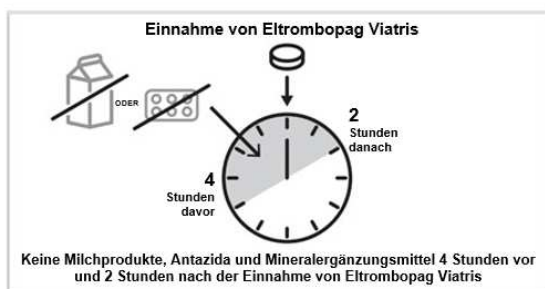 Einnahme von Eltrombopag Viatris
ODER
2
Stunden
danach
4
Stunden
davor
Keine Milchprodukte, Antazida und Mineralergänzungsmittel 4 Stunden vor
und 2 Stunden nach der Einnahme von Eltrombopag Viatris